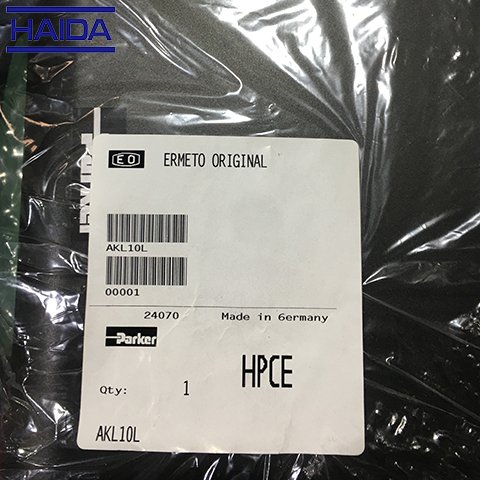 HAIDA
EO ERMETO ORIGINAL
AKL10L
00001
24070 Made in Germany
Parker
HPCE
Qty: 1
AKL10L